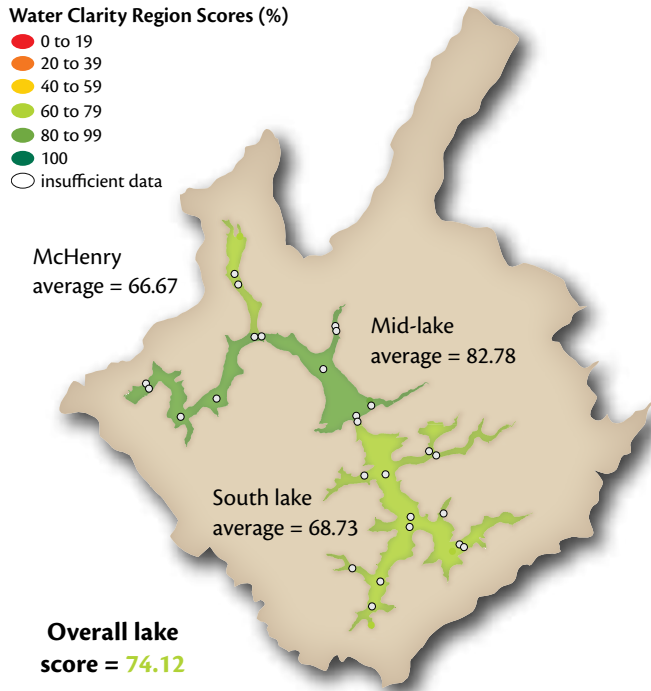 Water Clarity Region Scores (%)
0 to 19
20 to 39
40 to 59
60 to 79
80 to 99
100
insufficient data
McHenry
average = 66.67
Mid-lake
average = 82.78
South lake
average = 68.73
Overall lake
score = 74.12